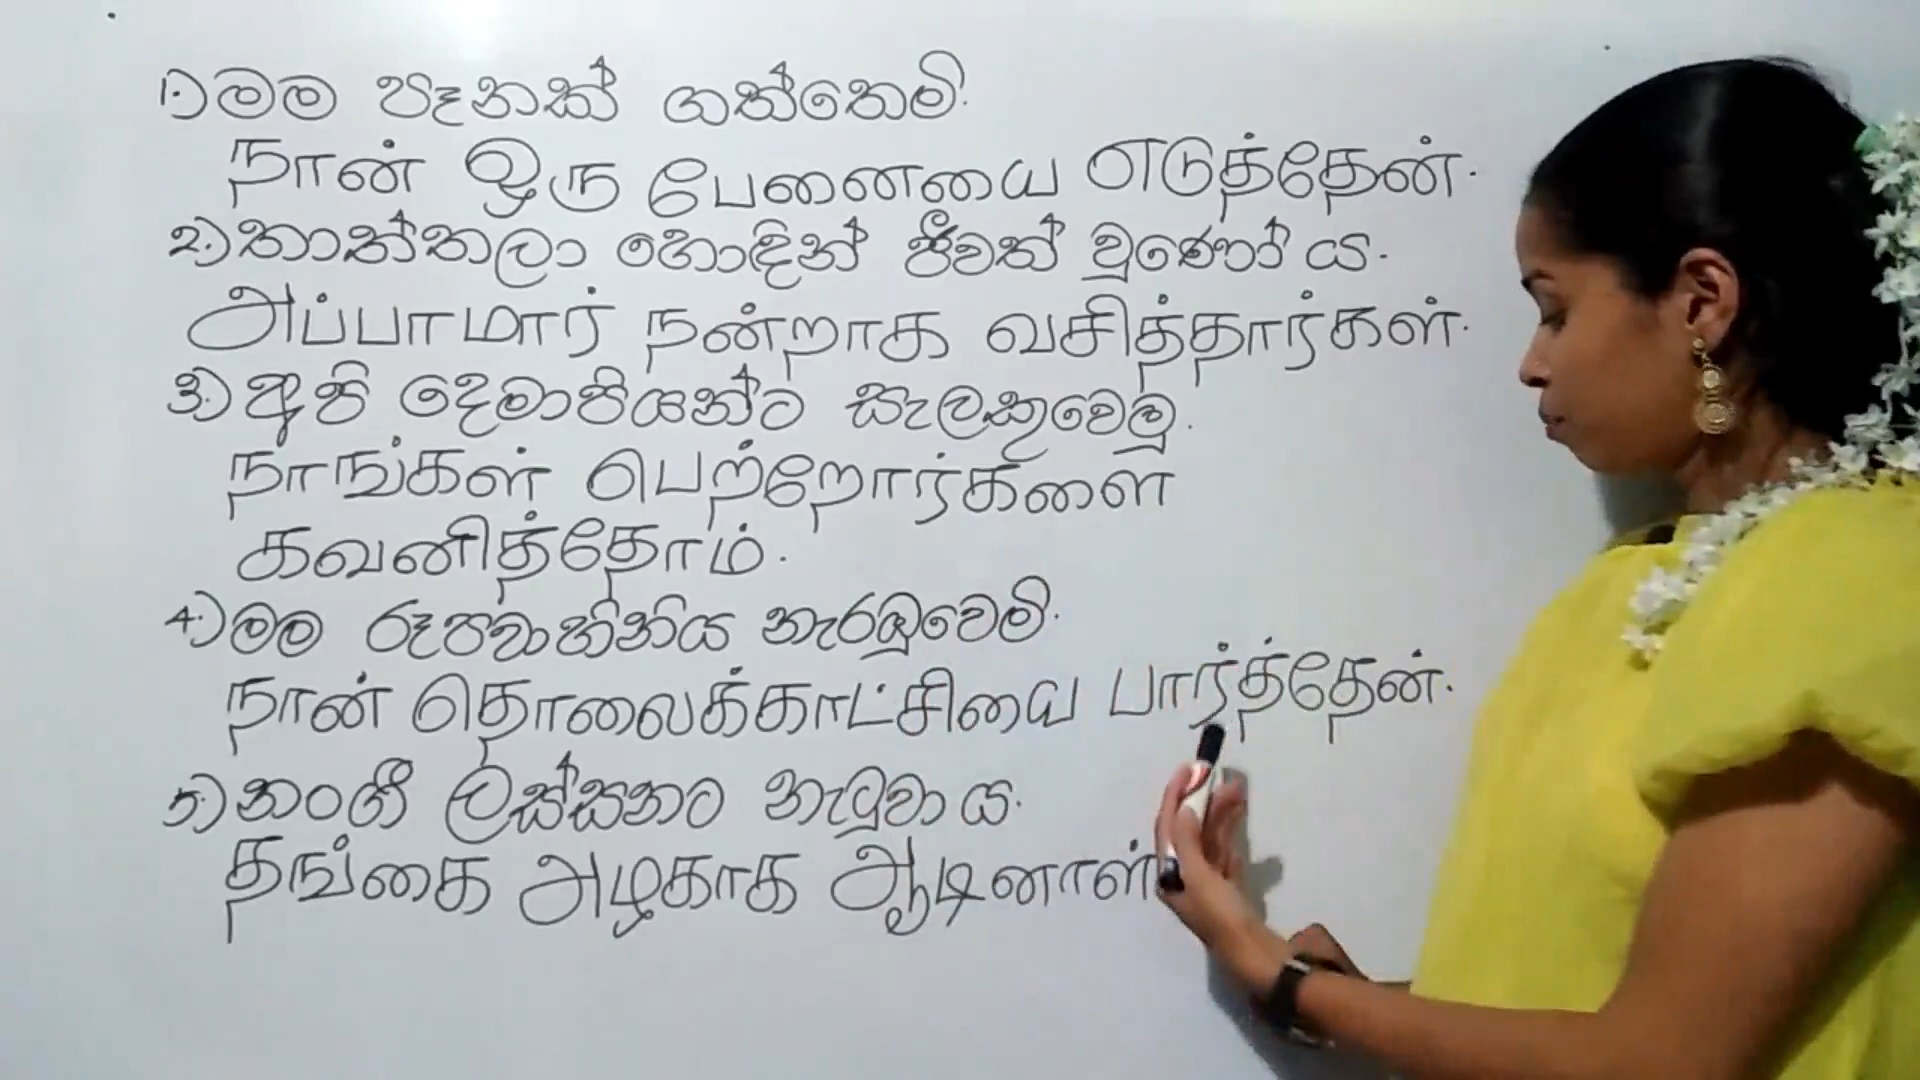 1.) මම පෑනක් ගත්තෙමි.
நான் ஒரு பேனையை எடுத்தேன்.
2.) තාත්තලා හොඳින් ජීවත් වූණෝ ය.
அப்பாமார் நன்றாக வசித்தார்கள்.
3.) අපි දෙමාපියන්ට සැලකුවෙමු.
நாங்கள் பெற்றோர்களை
கவனித்தோம்.
4.) මම රූපවාහිනිය නැරඹුවෙමි.
நான் தொலைக்காட்சியை பார்த்தேன்.
5.) නංගී ලස්සනට නැටුවා ය.
தங்கை அழகாக ஆடினாள்